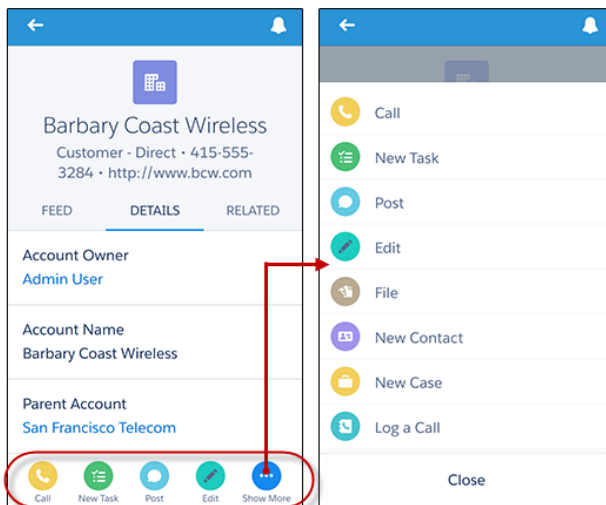 Barbary Coast Wireless
Customer - Direct • 415-555-
3284 • http://www.bcw.com
FEED DETAILS RELATED
Account Owner
Admin User
Account Name
Barbary Coast Wireless
Parent Account
San Francisco Telecom
Call New Task Post Edit Show More
Call
New Task
Post
Edit
File
New Contact
New Case
Log a Call
Close